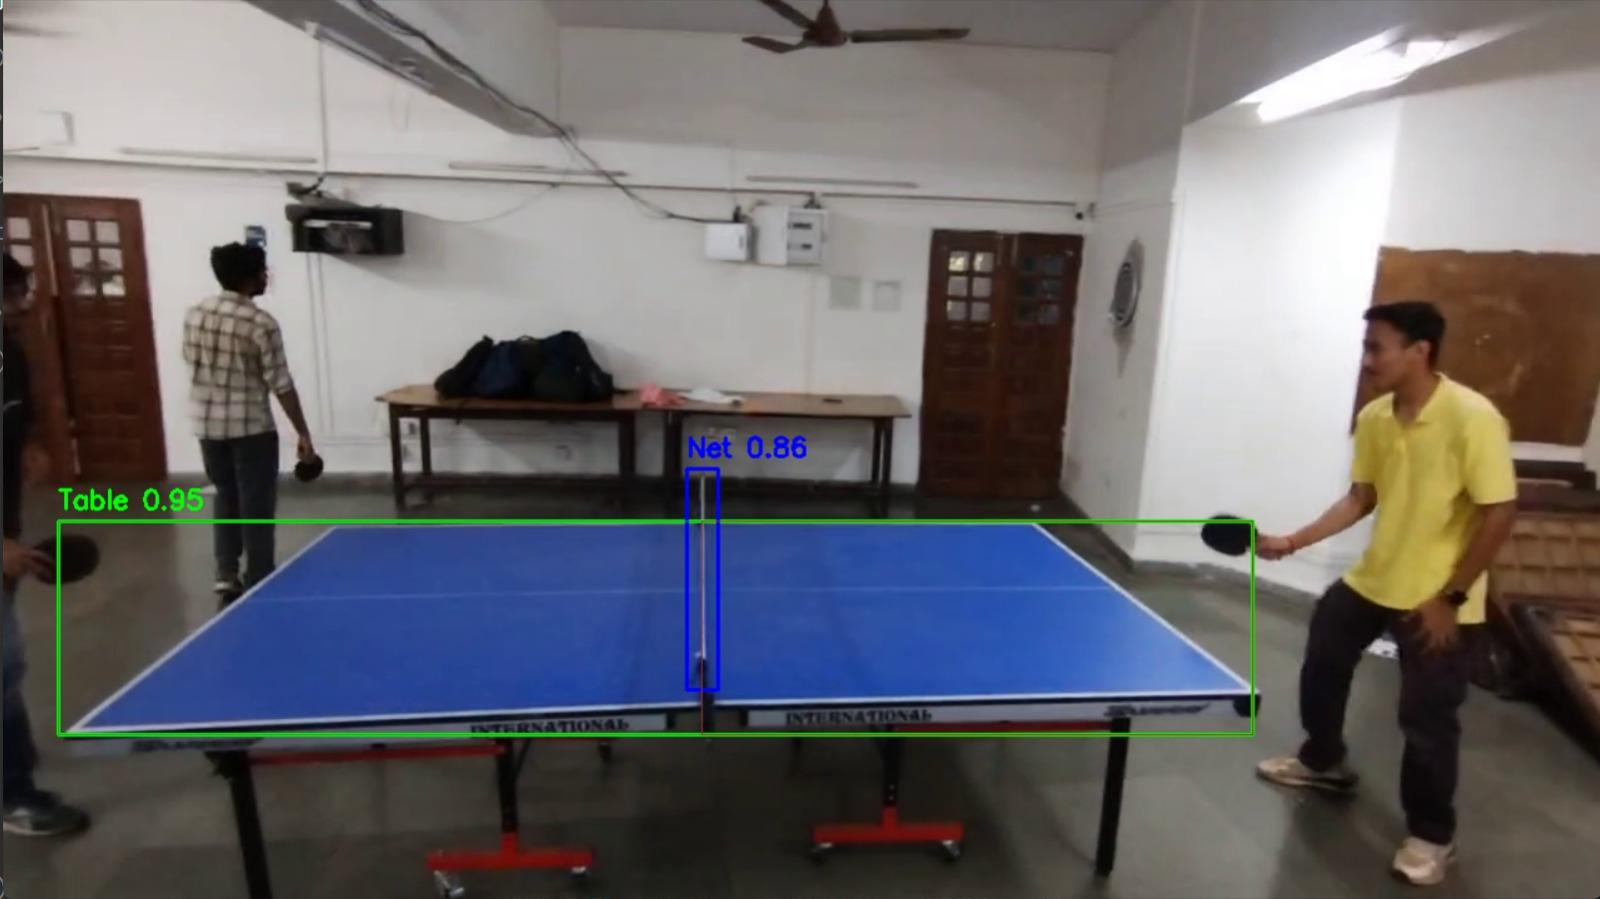 Net 0.86
Table 0.95
INTERNATIONAL
INTERNATIONAL